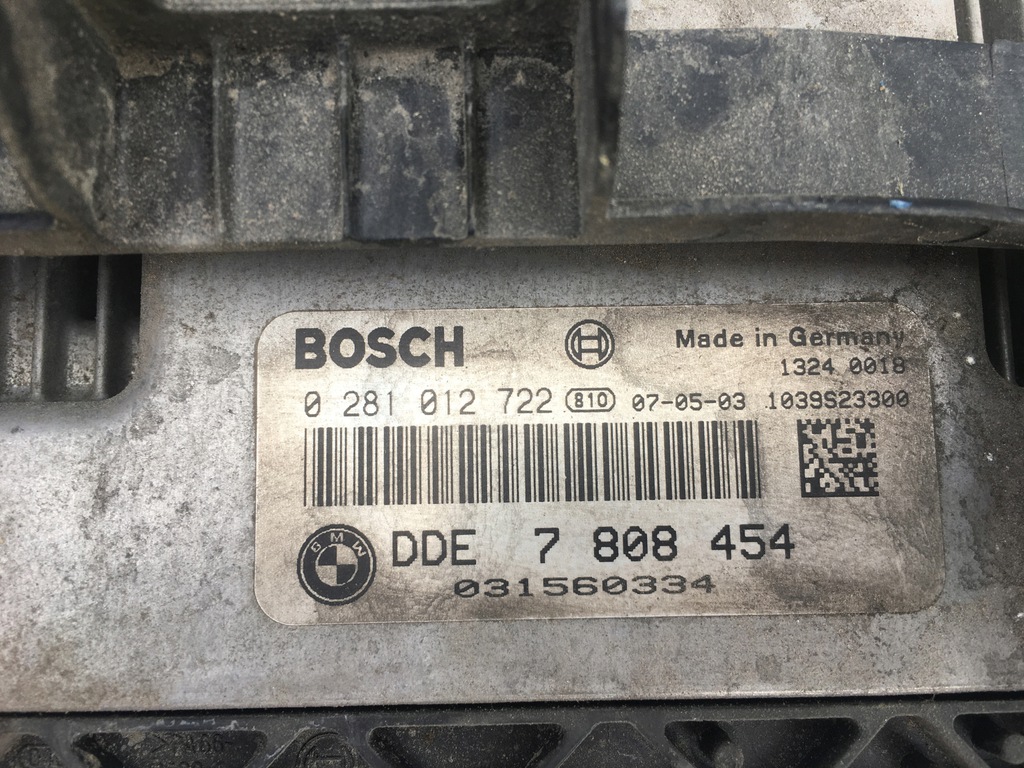 BOSCH
Made in Germany
1324 0018
0 281 012 722 810 07-05-03 1039S23300
BMW
DDE 7 808 454
031560334